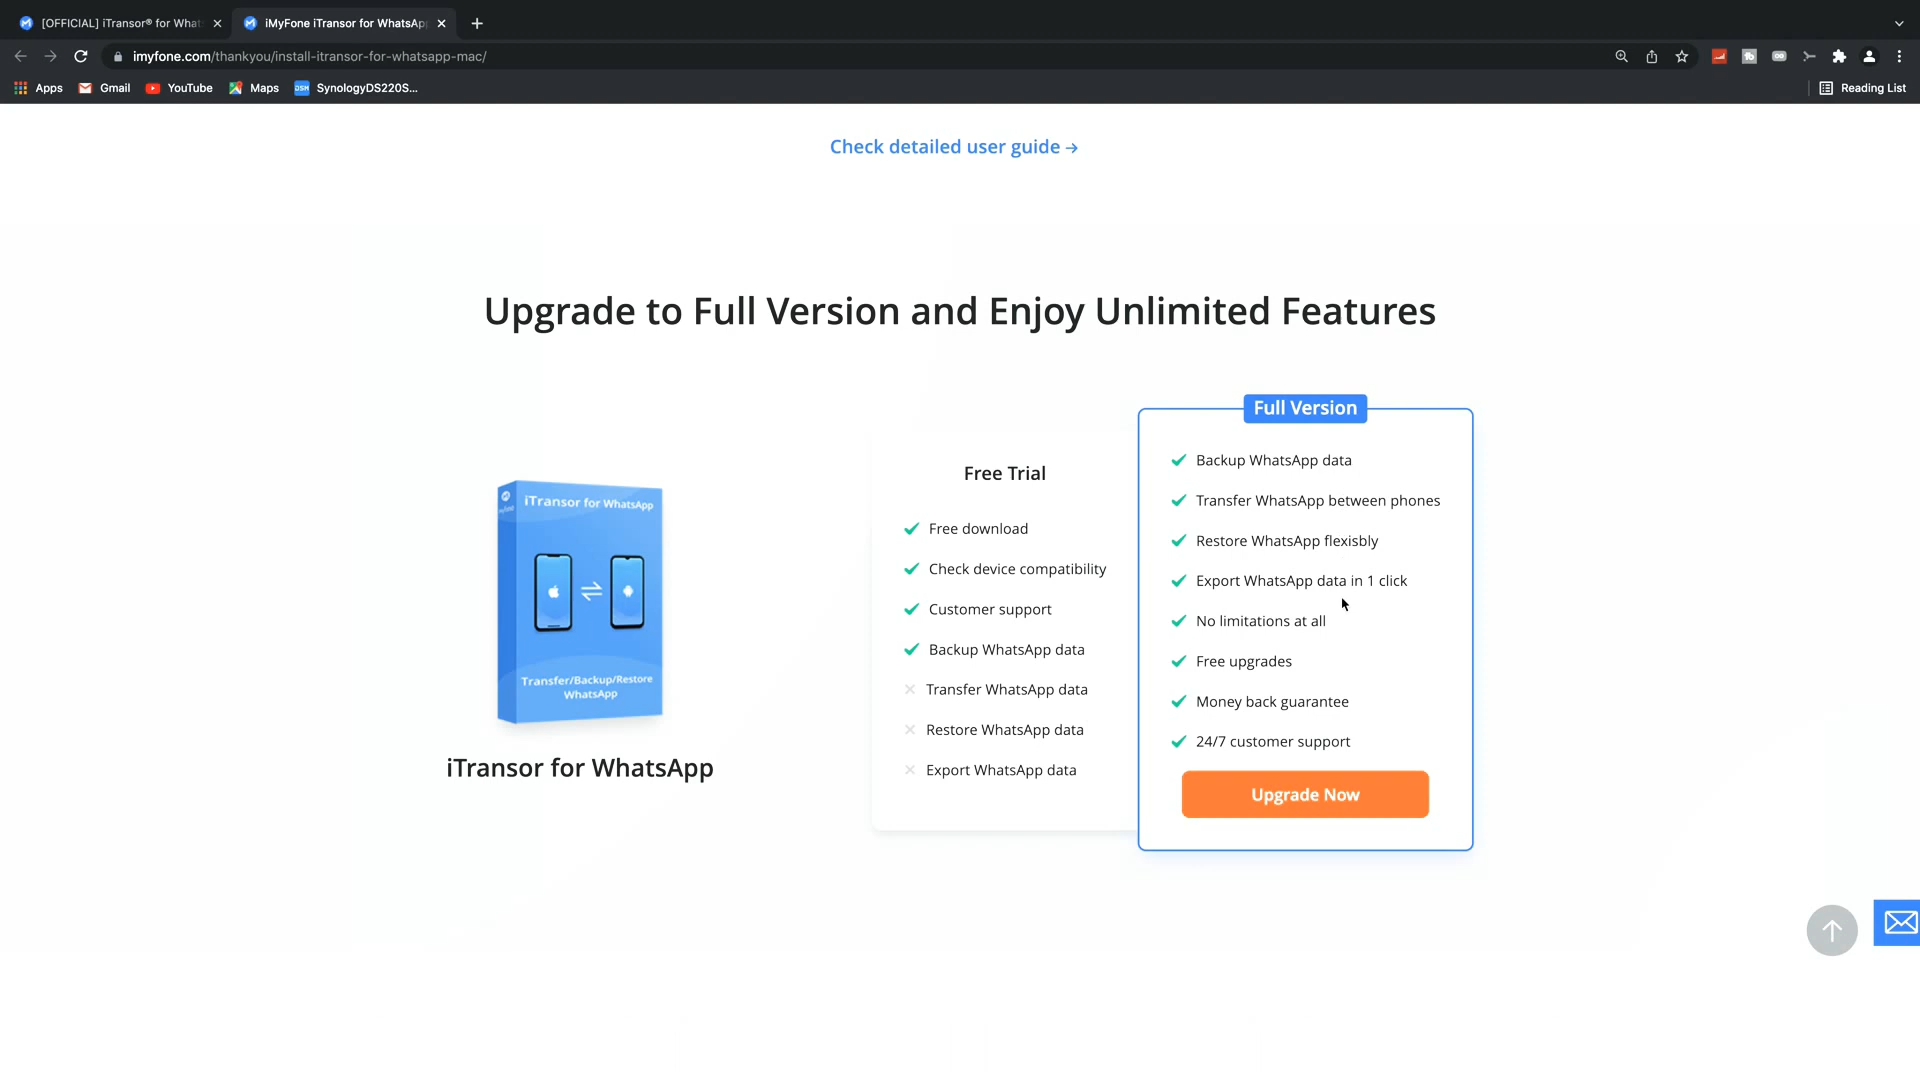 [OFFICIAL] iTransor® for What
iMyFone iTransor for WhatsAp
imyfone.com/thankyou/install-itransor-for-whatsapp-mac/
Apps
Gmail
YouTube
Maps
DSM
SynologyDS220S...
Reading List
Check detailed user guide →
Upgrade to Full Version and Enjoy Unlimited Features
iTransor for WhatsApp
Transfer/Backup/Restore
WhatsApp
iTransor for WhatsApp
Free Trial
Free download
Check device compatibility
Customer support
Backup WhatsApp data
Transfer WhatsApp data
Restore WhatsApp data
Export WhatsApp data
Full Version
Backup WhatsApp data
Transfer WhatsApp between phones
Restore WhatsApp flexisbly
Export WhatsApp data in 1 click
No limitations at all
Free upgrades
Money back guarantee
24/7 customer support
Upgrade Now